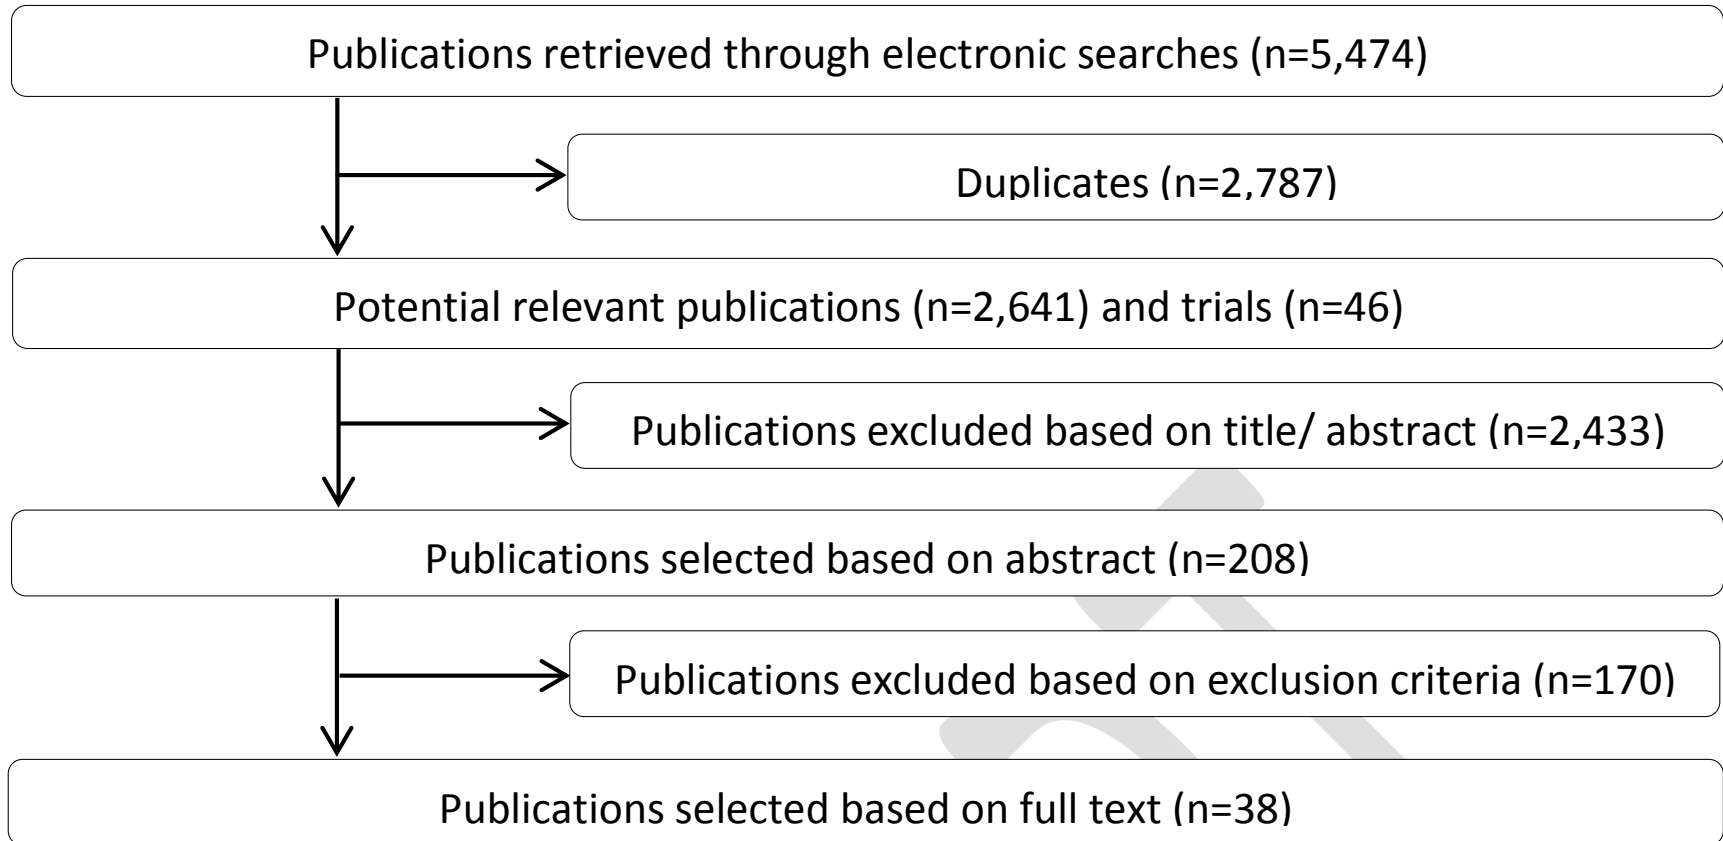 Publications retrieved through electronic searches (n=5,474)
Duplicates (n=2,787)
Potential relevant publications (n=2,641) and trials (n=46)
Publications excluded based on title/ abstract (n=2,433)
Publications selected based on abstract (n=208)
Publications excluded based on exclusion criteria (n=170)
Publications selected based on full text (n=38)